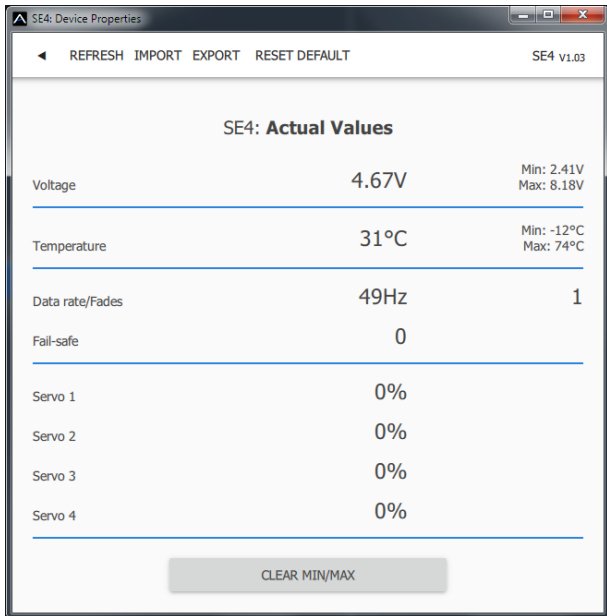 SE4: Device Properties
◄ REFRESH IMPORT EXPORT RESET DEFAULT SE4 V1.03
SE4: Actual Values
Voltage 4.67V Min: 2.41V
Max: 8.18V
Temperature 31°C Min: -12°C
Max: 74°C
Data rate/Fades 49Hz 1
Fail-safe 0
Servo 1 0%
Servo 2 0%
Servo 3 0%
Servo 4 0%
CLEAR MIN/MAX